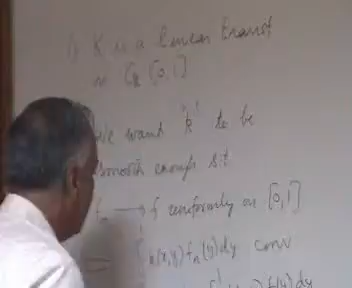 K is a linear transf
on C_R [0,1]
We want 'k' to be
smooth enough s.t.
f_n → f uniformly on [0,1]
∫ k(x,y) f_n(y) dy conv
f(y) dy